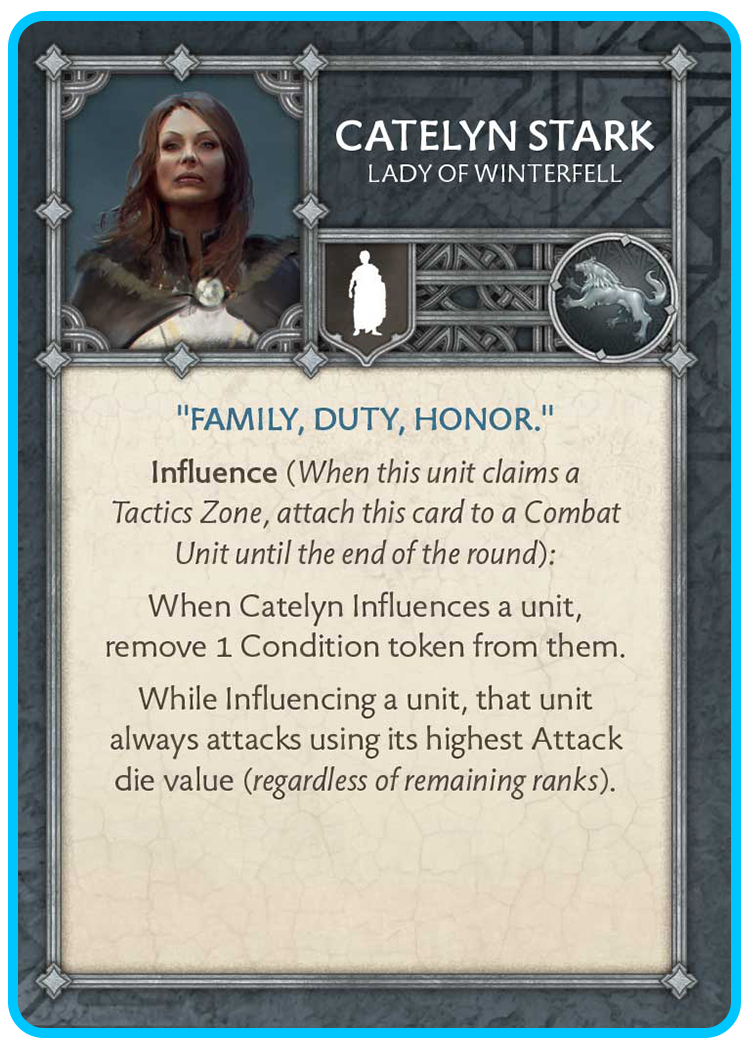 CATELYN STARK
LADY OF WINTERFELL
"FAMILY, DUTY, HONOR."
Influence (When this unit claims a
Tactics Zone, attach this card to a Combat
Unit until the end of the round):
When Catelyn Influences a unit,
remove 1 Condition token from them.
While Influencing a unit, that unit
always attacks using its highest Attack
die value (regardless of remaining ranks).